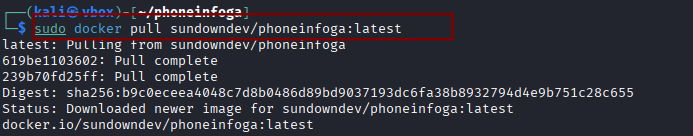 (kali㉿vbox)-[~/phoneinfoga]
$ sudo docker pull sundowndev/phoneinfoga:latest
latest: Pulling from sundowndev/phoneinfoga
619be1103602: Pull complete
239b70fd25ff: Pull complete
Digest: sha256:b9c0eceea4048c7d8b0486d89bd9037193dc6fa38b8932794d4e9b751c28c655
Status: Downloaded newer image for sundowndev/phoneinfoga:latest
docker.io/sundowndev/phoneinfoga:latest